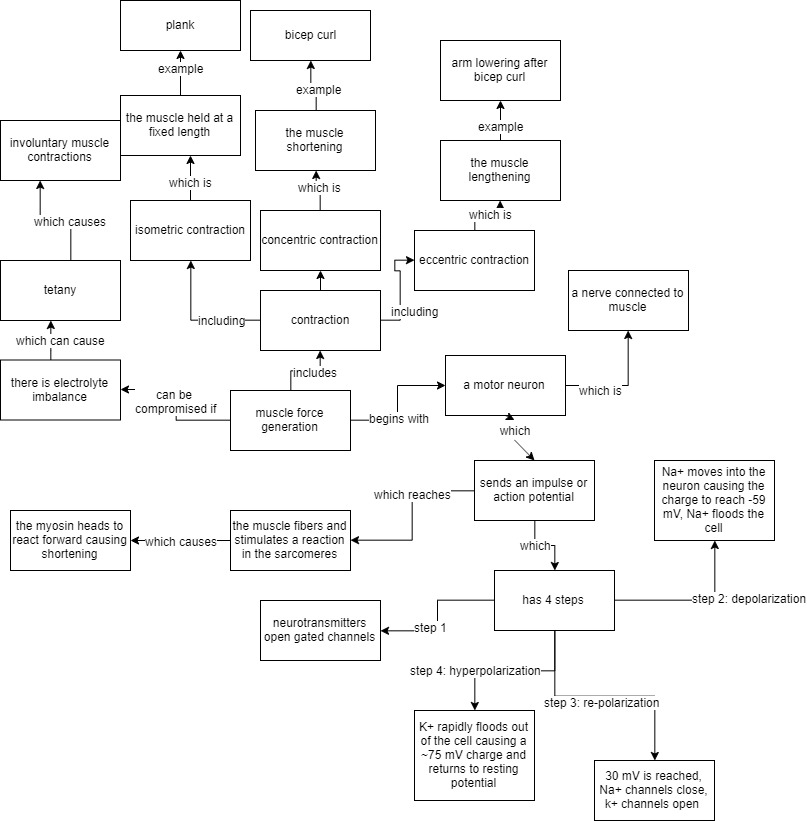 plank
bicep curl
arm lowering after
bicep curl
example
example
example
the muscle held at a
fixed length
the muscle
shortening
the muscle
lengthening
involuntary muscle
contractions
which is
which is
which is
which causes
isometric contraction
concentric contraction
eccentric contraction
tetany
including
contraction
including
a nerve connected to
muscle
which can cause
includes
there is electrolyte
imbalance
can be
compromised if
muscle force
generation
begins with
a motor neuron
which is
which
sends an impulse or
action potential
Na+ moves into the
neuron causing the
charge to reach -59
mV, Na+ floods the
cell
which reaches
the myosin heads to
react forward causing
shortening
which causes
the muscle fibers and
stimulates a reaction
in the sarcomeres
which
has 4 steps
step 2: depolarization
neurotransmitters
open gated channels
step 1
step 4: hyperpolarization
step 3: re-polarization
K+ rapidly floods out
of the cell causing a
~75 mV charge and
returns to resting
potential
30 mV is reached,
Na+ channels close,
k+ channels open